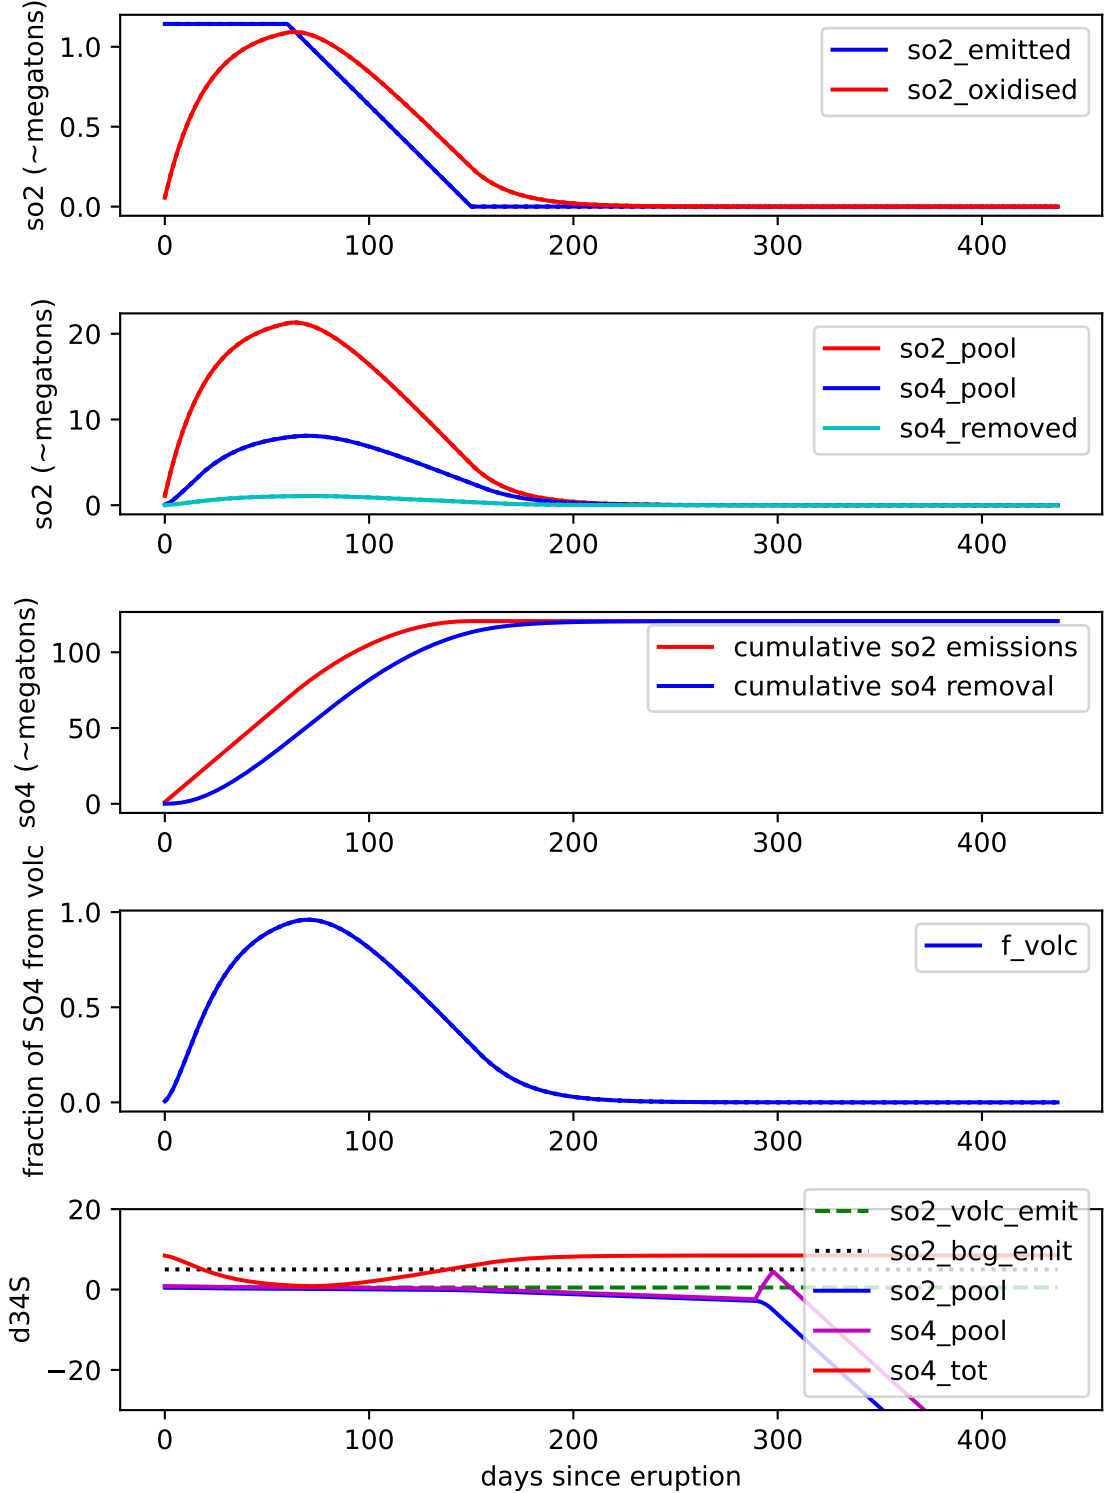 so2 (~megatons)
1.0
0.5
0.0
so2_emitted
so2_oxidised
0 100 200 300 400
so2 (~megatons)
20
10
0
so2_pool
so4_pool
so4_removed
0 100 200 300 400
so4 (~megatons)
100
50
0
cumulative so2 emissions
cumulative so4 removal
0 100 200 300 400
fraction of SO4 from volc
1.0
0.5
0.0
f_volc
0 100 200 300 400
d34S
20
0
−20
so2_volc_emit
so2_bcg_emit
so2_pool
so4_pool
so4_tot
0 100 200 300 400
days since eruption